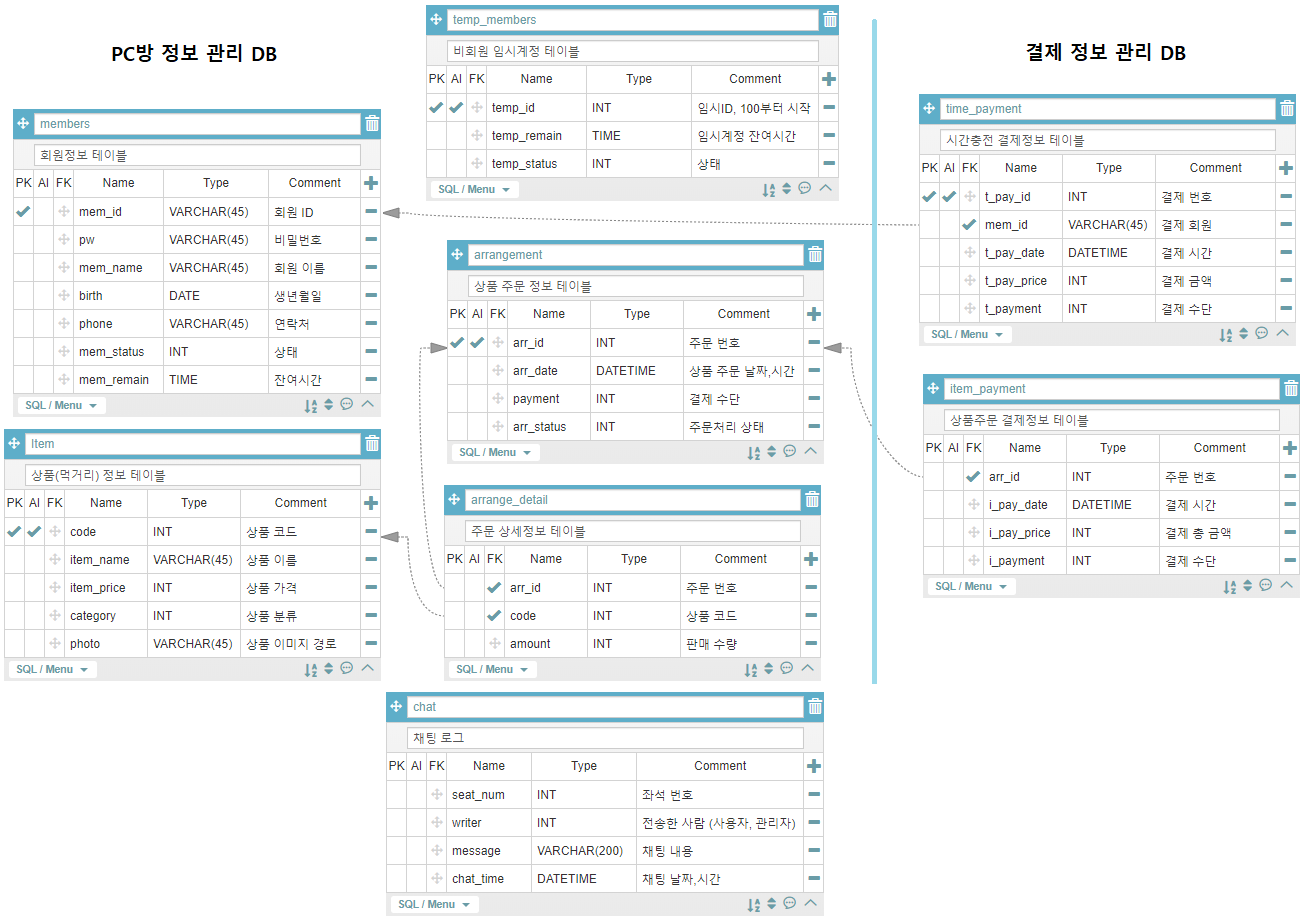 PC방 정보 관리 DB
결제 정보 관리 DB
temp_members
비회원 임시계정 테이블
PK AI FK Name Type Comment
temp_id INT 임시ID, 100부터 시작
temp_remain TIME 임시계정 잔여시간
temp_status INT 상태
SQL / Menu
members
회원정보 테이블
PK AI FK Name Type Comment
mem_id VARCHAR(45) 회원 ID
pw VARCHAR(45) 비밀번호
mem_name VARCHAR(45) 회원 이름
birth DATE 생년월일
phone VARCHAR(45) 연락처
mem_status INT 상태
mem_remain TIME 잔여시간
SQL / Menu
Item
상품(먹거리) 정보 테이블
PK AI FK Name Type Comment
code INT 상품 코드
item_name VARCHAR(45) 상품 이름
item_price INT 상품 가격
category INT 상품 분류
photo VARCHAR(45) 상품 이미지 경로
SQL / Menu
arrangement
상품 주문 정보 테이블
PK AI FK Name Type Comment
arr_id INT 주문 번호
arr_date DATETIME 상품 주문 날짜,시간
payment INT 결제 수단
arr_status INT 주문처리 상태
SQL / Menu
arrange_detail
주문 상세정보 테이블
PK AI FK Name Type Comment
arr_id INT 주문 번호
code INT 상품 코드
amount INT 판매 수량
SQL / Menu
chat
채팅 로그
PK AI FK Name Type Comment
seat_num INT 좌석 번호
writer INT 전송한 사람 (사용자, 관리자)
message VARCHAR(200) 채팅 내용
chat_time DATETIME 채팅 날짜,시간
SQL / Menu
time_payment
시간충전 결제정보 테이블
PK AI FK Name Type Comment
t_pay_id INT 결제 번호
mem_id VARCHAR(45) 결제 회원
t_pay_date DATETIME 결제 시간
t_pay_price INT 결제 금액
t_payment INT 결제 수단
SQL / Menu
item_payment
상품주문 결제정보 테이블
PK AI FK Name Type Comment
arr_id INT 주문 번호
i_pay_date DATETIME 결제 시간
i_pay_price INT 결제 총 금액
i_payment INT 결제 수단
SQL / Menu